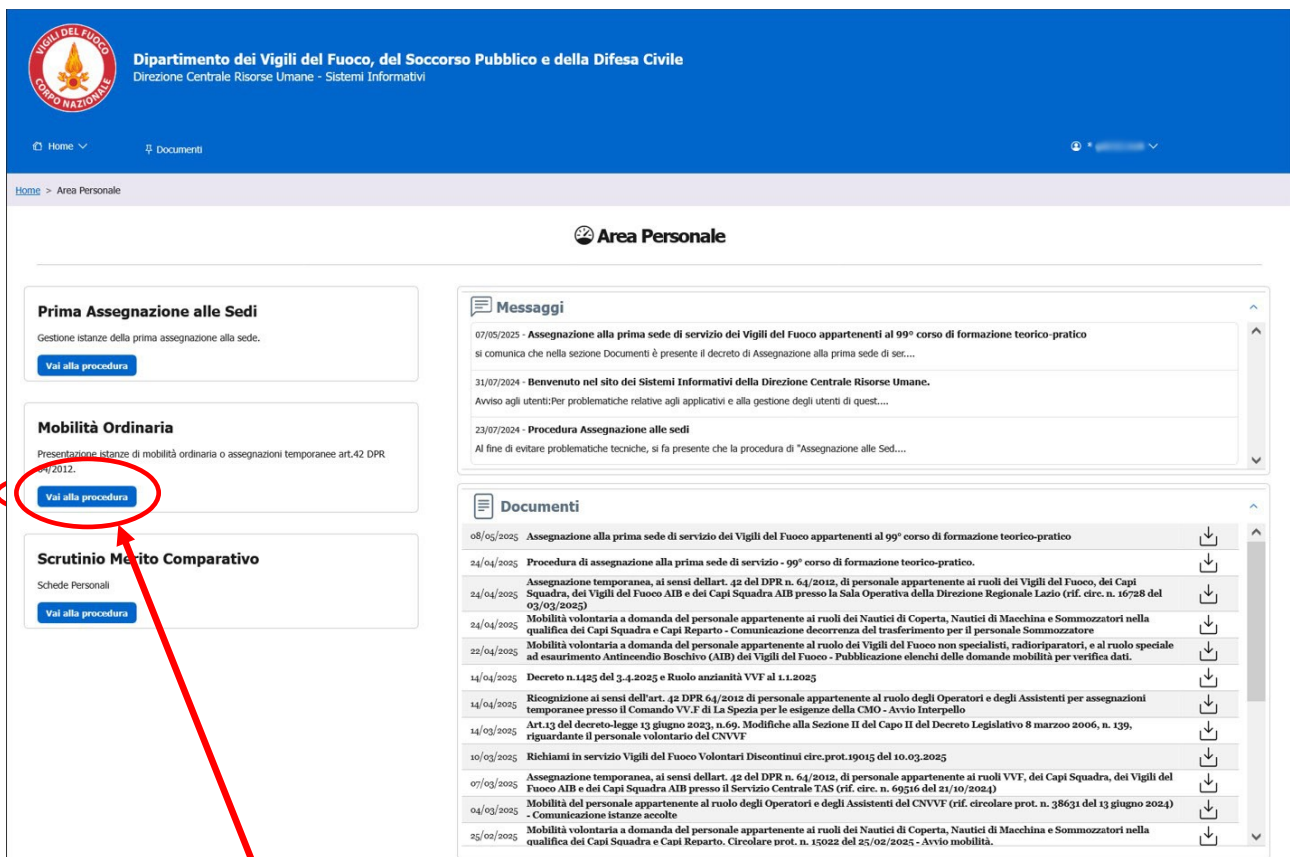 VIGILI DEL FUOCO
CORPO NAZIONALE
Dipartimento dei Vigili del Fuoco, del Soccorso Pubblico e della Difesa Civile
Direzione Centrale Risorse Umane - Sistemi Informativi
Home
Documenti
Home > Area Personale
Area Personale
Prima Assegnazione alle Sedi
Gestione istanze della prima assegnazione alla sede.
Vai alla procedura
Mobilità Ordinaria
Presentazione istanze di mobilità ordinaria o assegnazioni temporanee art.42 DPR
64/2012.
Vai alla procedura
Scrutinio Merito Comparativo
Schede Personali
Vai alla procedura
Messaggi
07/05/2025 - Assegnazione alla prima sede di servizio dei Vigili del Fuoco appartenenti al 99° corso di formazione teorico-pratico
si comunica che nella sezione Documenti è presente il decreto di Assegnazione alla prima sede di ser....
31/07/2024 - Benvenuto nel sito dei Sistemi Informativi della Direzione Centrale Risorse Umane.
Avviso agli utenti:Per problematiche relative agli applicativi e alla gestione degli utenti di quest....
23/07/2024 - Procedura Assegnazione alle sedi
Al fine di evitare problematiche tecniche, si fa presente che la procedura di "Assegnazione alle Sed....
Documenti
08/05/2025 Assegnazione alla prima sede di servizio dei Vigili del Fuoco appartenenti al 99° corso di formazione teorico-pratico
24/04/2025 Procedura di assegnazione alla prima sede di servizio - 99° corso di formazione teorico-pratico.
Assegnazione temporanea, ai sensi dellart. 42 del DPR n. 64/2012, di personale appartenente ai ruoli dei Vigili del Fuoco, dei Capi
24/04/2025 Squadra, dei Vigili del Fuoco AIB e dei Capi Squadra AIB presso la Sala Operativa della Direzione Regionale Lazio (rif. circ. n. 16728 del
03/03/2025)
24/04/2025 Mobilità volontaria a domanda del personale appartenente ai ruoli dei Nautici di Coperta, Nautici di Macchina e Sommozzatori nella
qualifica dei Capi Squadra e Capi Reparto - Comunicazione decorrenza del trasferimento per il personale Sommozzatore
22/04/2025 Mobilità volontaria a domanda del personale appartenente al ruolo dei Vigili del Fuoco non specialisti, radioriparatori, e al ruolo speciale
ad esaurimento Antincendio Boschivo (AIB) dei Vigili del Fuoco - Pubblicazione elenchi delle domande mobilità per verifica dati.
14/04/2025 Decreto n.1425 del 3.4.2025 e Ruolo anzianità VVF al 1.1.2025
14/04/2025 Ricognizione ai sensi dell'art. 42 DPR 64/2012 di personale appartenente al ruolo degli Operatori e degli Assistenti per assegnazioni
temporanee presso il Comando VV.F di La Spezia per le esigenze della CMO - Avvio Interpello
14/03/2025 Art.13 del decreto-legge 13 giugno 2023, n.69. Modifiche alla Sezione II del Capo II del Decreto Legislativo 8 marzoo 2006, n. 139,
riguardante il personale volontario del CNVVF
10/03/2025 Richiami in servizio Vigili del Fuoco Volontari Discontinui circ.prot.19015 del 10.03.2025
07/03/2025 Assegnazione temporanea, ai sensi dellart. 42 del DPR n. 64/2012, di personale appartenente ai ruoli VVF, dei Capi Squadra, dei Vigili del
Fuoco AIB e dei Capi Squadra AIB presso il Servizio Centrale TAS (rif. circ. n. 69516 del 21/10/2024)
04/03/2025 Mobilità del personale appartenente al ruolo degli Operatori e degli Assistenti del CNVVF (rif. circolare prot. n. 38631 del 13 giugno 2024)
- Comunicazione istanze accolte
25/02/2025 Mobilità volontaria a domanda del personale appartenente ai ruoli dei Nautici di Coperta, Nautici di Macchina e Sommozzatori nella
qualifica dei Capi Squadra e Capi Reparto. Circolare prot. n. 15022 del 25/02/2025 - Avvio mobilità.